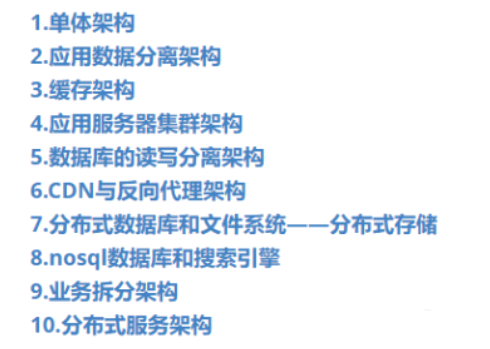 1.单体架构
2.应用数据分离架构
3.缓存架构
4.应用服务器集群架构
5.数据库的读写分离架构
6.CDN与反向代理架构
7.分布式数据库和文件系统——分布式存储
8.nosql数据库和搜索引擎
9.业务拆分架构
10.分布式服务架构